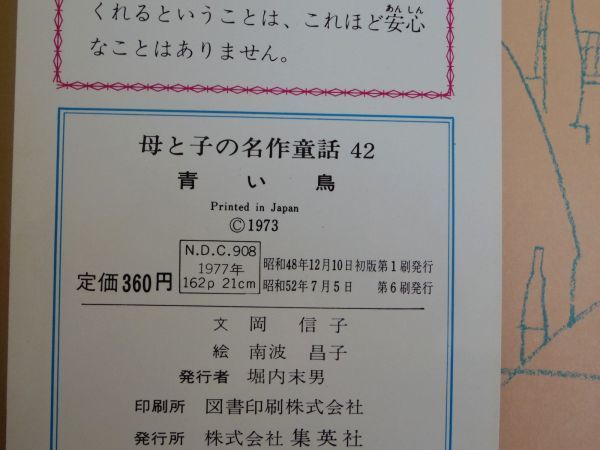 くれるということは、これほど安心
あんしん
なことはありません。
母と子の名作童話 42
青い鳥
Printed in Japan
©1973
定価360円
N.D.C.908
1977年
162p 21cm
昭和48年12月10日初版第1刷発行
昭和52年7月5日 第6刷発行
文 岡 信子
絵 南波 昌子
発行者 堀内末男
印刷所 図書印刷株式会社
発行所 株式会社 集英社